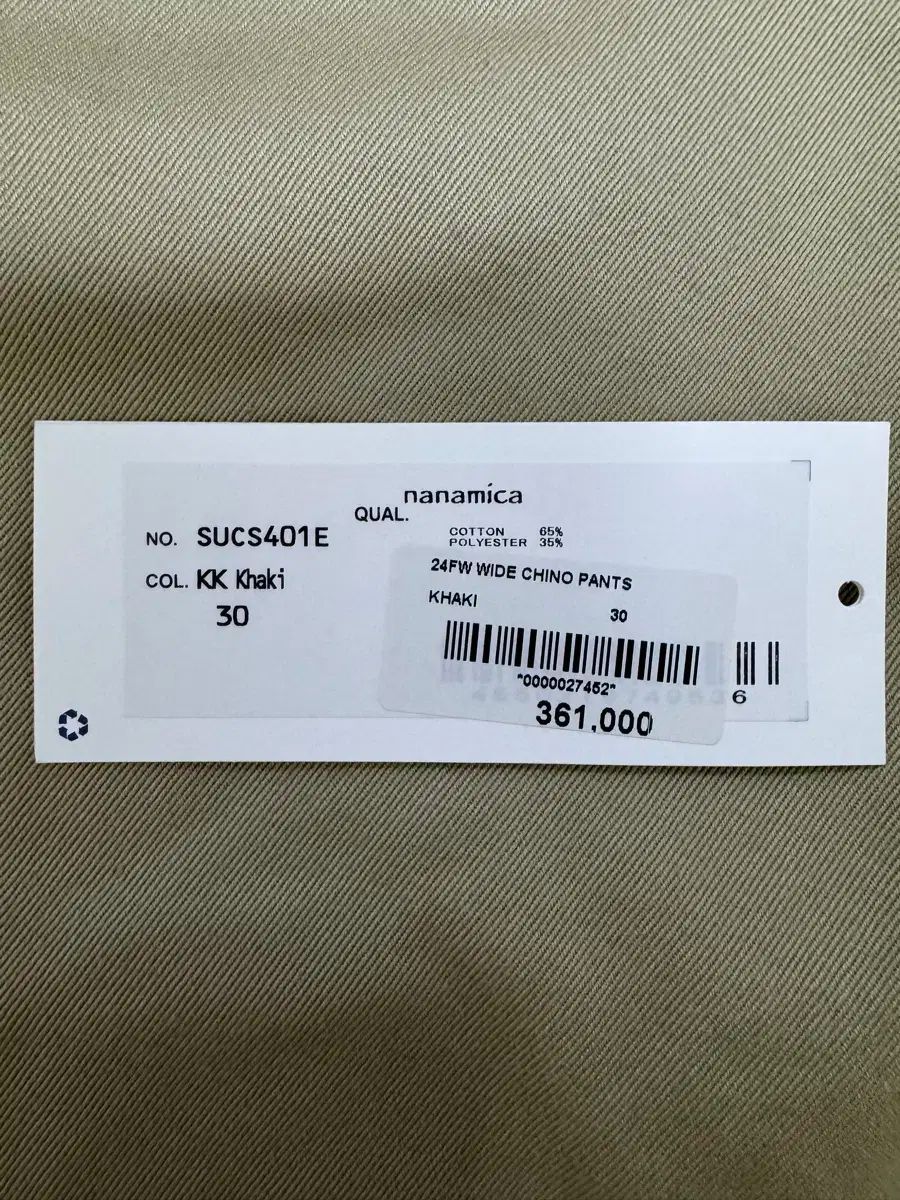 nanamica
QUAL.
NO. SUCS401E
COTTON 65%
POLYESTER 35%
COL. KK Khaki
30
24FW WIDE CHINO PANTS
KHAKI 30
*0000027452*
6
361,000